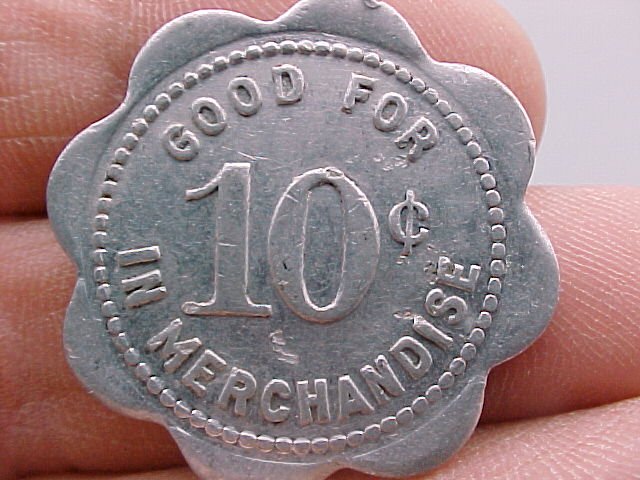 GOOD FOR
10¢
IN MERCHANDISE